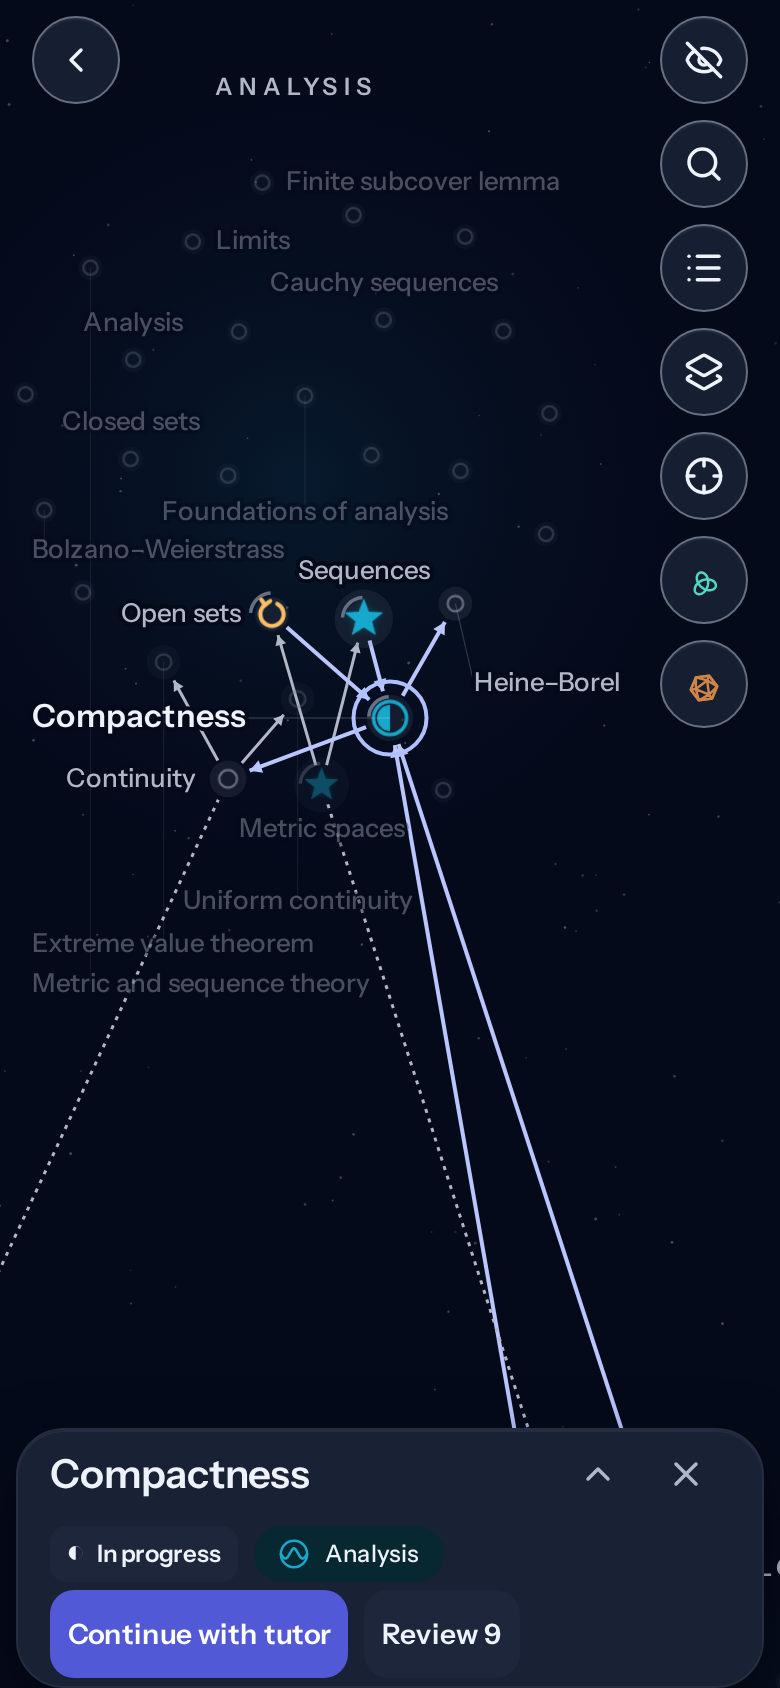 ANALYSIS
Finite subcover lemma
Limits
Cauchy sequences
Analysis
Closed sets
Foundations of analysis
Bolzano–Weierstrass
Sequences
Open sets
Heine–Borel
Compactness
Continuity
Metric spaces
Uniform continuity
Extreme value theorem
Metric and sequence theory
Compactness
In progress
Analysis
Continue with tutor
Review 9